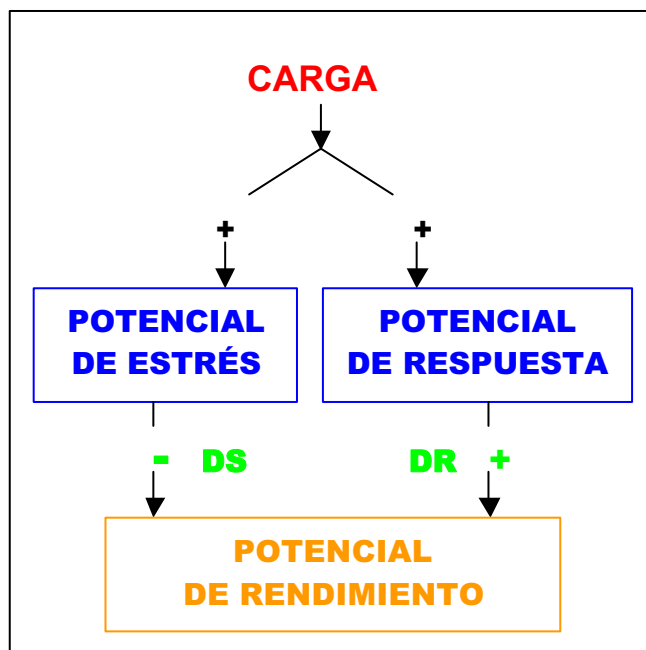 CARGA
+ +
POTENCIAL
DE ESTRÉS
POTENCIAL
DE RESPUESTA
- DS
DR +
POTENCIAL
DE RENDIMIENTO